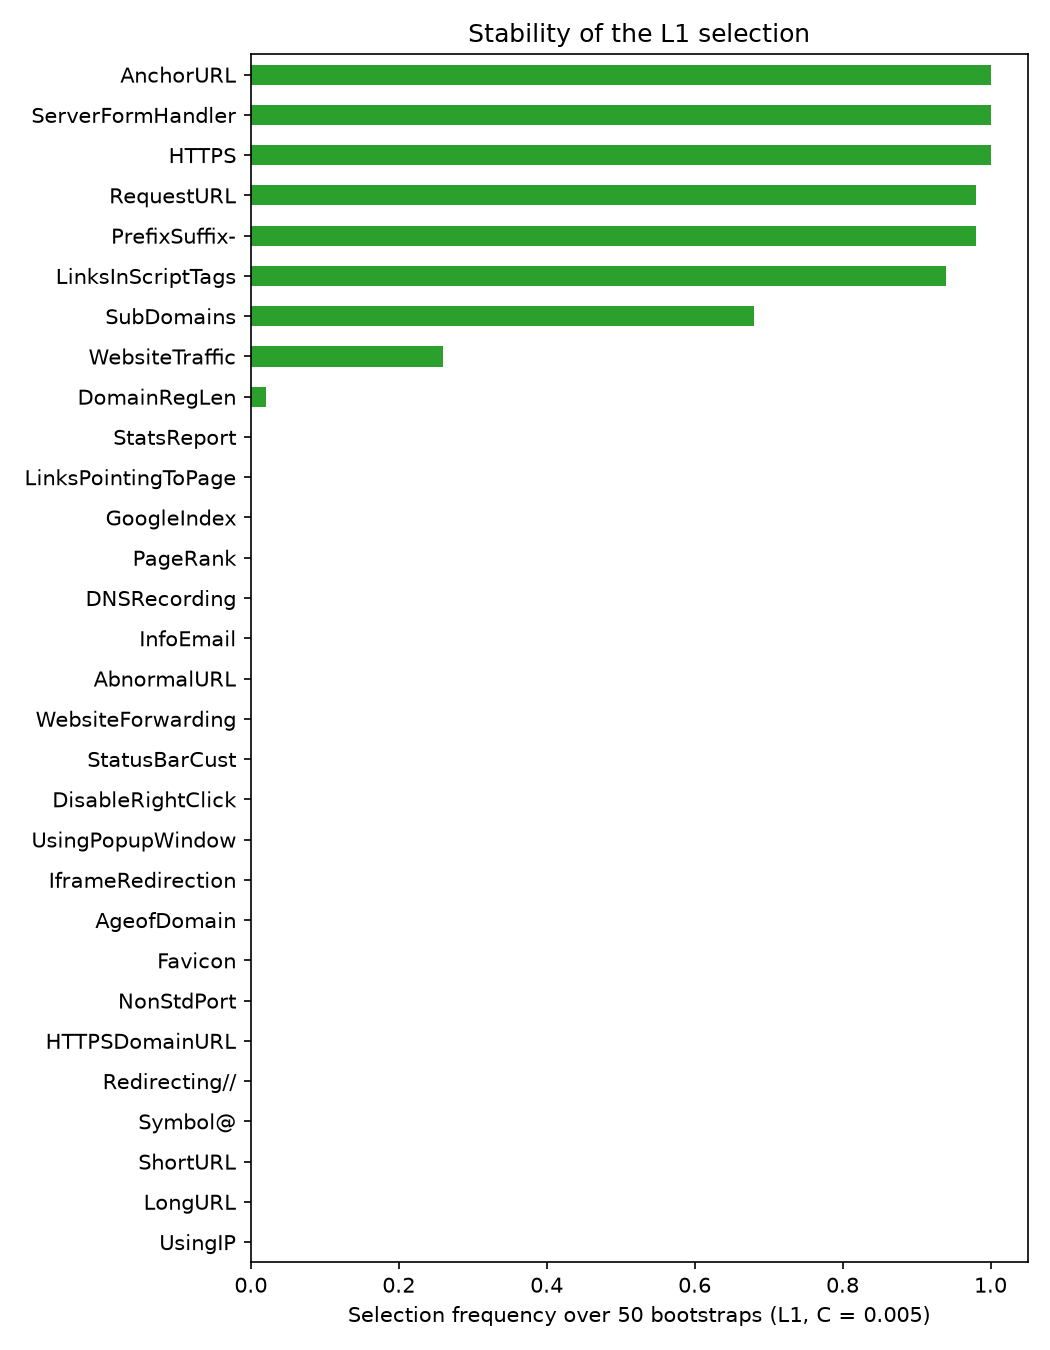 Stability of the L1 selection
AnchorURL
ServerFormHandler
HTTPS
RequestURL
PrefixSuffix-
LinksInScriptTags
SubDomains
WebsiteTraffic
DomainRegLen
StatsReport
LinksPointingToPage
GoogleIndex
PageRank
DNSRecording
InfoEmail
AbnormalURL
WebsiteForwarding
StatusBarCust
DisableRightClick
UsingPopupWindow
IframeRedirection
AgeofDomain
Favicon
NonStdPort
HTTPSDomainURL
Redirecting//
Symbol@
ShortURL
LongURL
UsingIP
0.0 0.2 0.4 0.6 0.8 1.0
Selection frequency over 50 bootstraps (L1, C = 0.005)